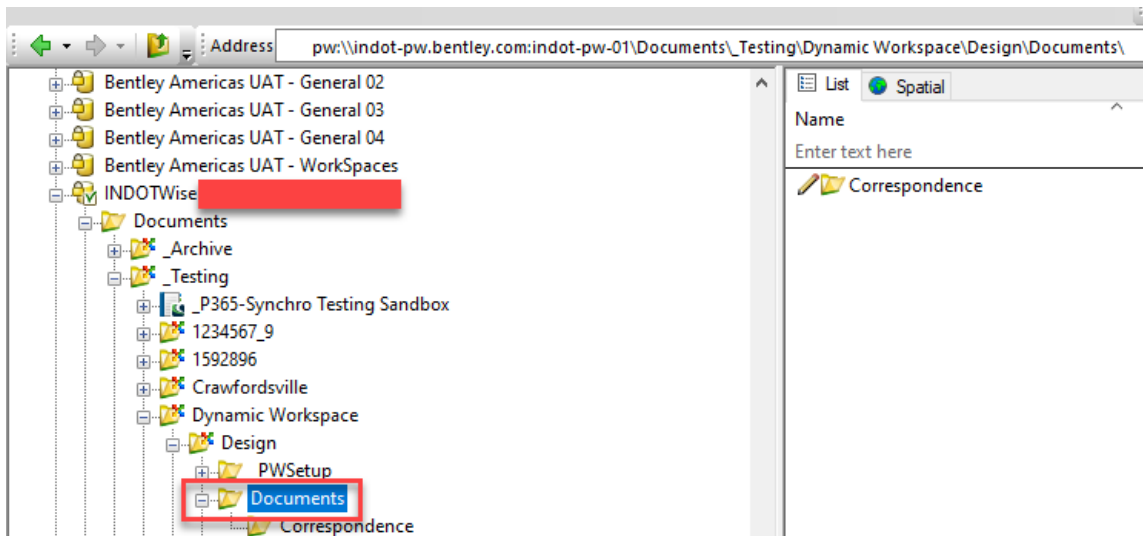 Address pw:\\indot-pw.bentley.com:indot-pw-01\Documents\_Testing\Dynamic Workspace\Design\Documents\
Bentley Americas UAT - General 02
Bentley Americas UAT - General 03
Bentley Americas UAT - General 04
Bentley Americas UAT - WorkSpaces
INDOTWise
Documents
_Archive
_Testing
_P365-Synchro Testing Sandbox
1234567_9
1592896
Crawfordsville
Dynamic Workspace
Design
_PWSetup
Documents
Correspondence
List Spatial
Name
Enter text here
Correspondence